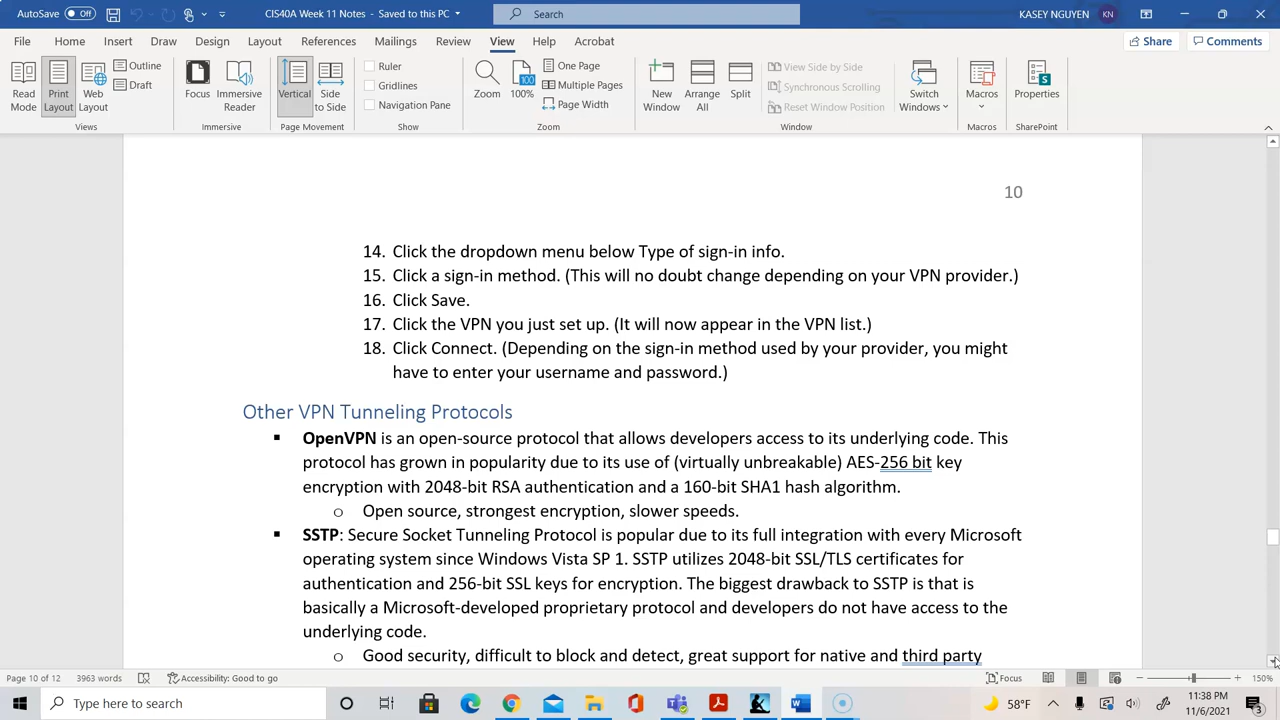 AutoSave Off CIS40A Week 11 Notes Search KASEY NGUYEN KN
File Home Insert Draw Design Layout References Mailings Review View Help Acrobat Share Comments
Read Mode Print Layout Web Layout Outline Draft Focus Immersive Reader Vertical Side to Side Ruler Gridlines Navigation Pane Zoom 100 100% One Page Multiple Pages Page Width New Window Arrange All Split View Side by Side Synchronous Scrolling Reset Window Position Switch Windows Macros Properties
Views Immersive Page Movement Show Zoom Window Macros SharePoint
10
14. Click the dropdown menu below Type of sign-in info.
15. Click a sign-in method. (This will no doubt change depending on your VPN provider.)
16. Click Save.
17. Click the VPN you just set up. (It will now appear in the VPN list.)
18. Click Connect. (Depending on the sign-in method used by your provider, you might
have to enter your username and password.)
Other VPN Tunneling Protocols
▪ OpenVPN is an open-source protocol that allows developers access to its underlying code. This
protocol has grown in popularity due to its use of (virtually unbreakable) AES-256 bit key
encryption with 2048-bit RSA authentication and a 160-bit SHA1 hash algorithm.
o Open source, strongest encryption, slower speeds.
▪ SSTP: Secure Socket Tunneling Protocol is popular due to its full integration with every Microsoft
operating system since Windows Vista SP 1. SSTP utilizes 2048-bit SSL/TLS certificates for
authentication and 256-bit SSL keys for encryption. The biggest drawback to SSTP is that is
basically a Microsoft-developed proprietary protocol and developers do not have access to the
underlying code.
o Good security, difficult to block and detect, great support for native and third party
Page 10 of 12 3963 words Accessibility: Good to go Focus 150%
Type here to search 58°F 11:38 PM
11/6/2021 3